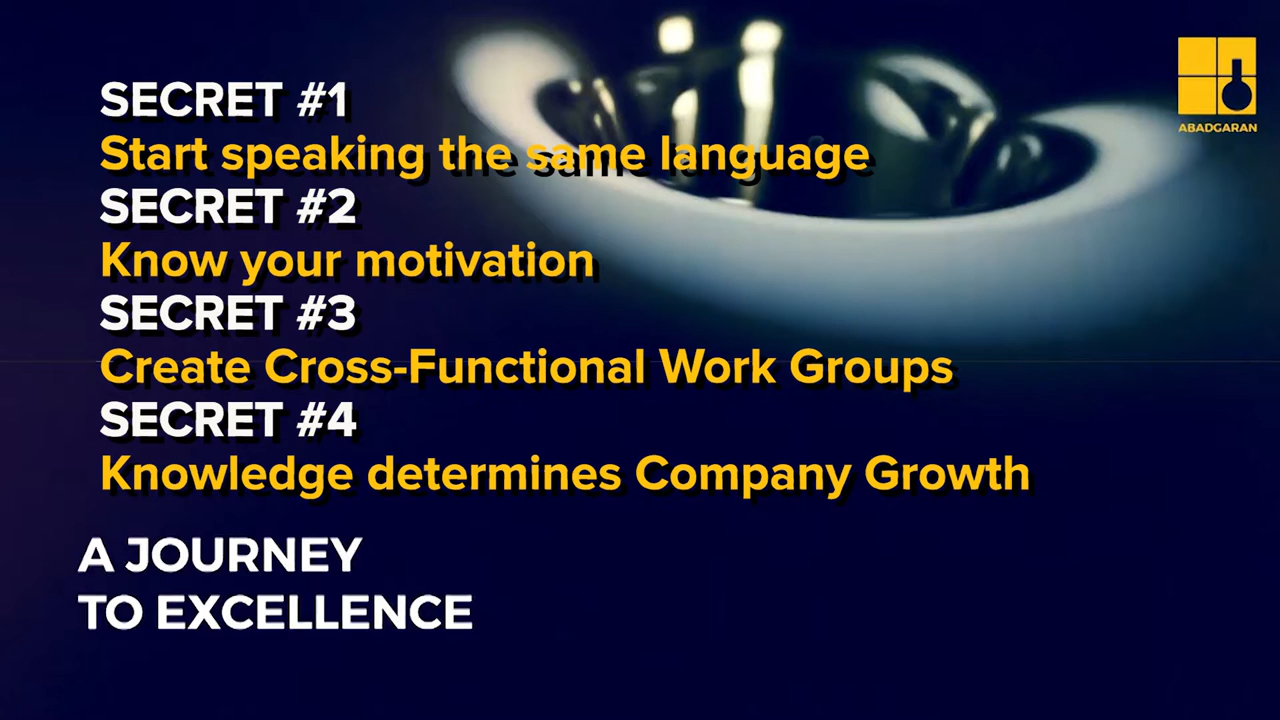 SECRET #1
Start speaking the same language
SECRET #2
Know your motivation
SECRET #3
Create Cross-Functional Work Groups
SECRET #4
Knowledge determines Company Growth
A JOURNEY
TO EXCELLENCE
ABADGARAN